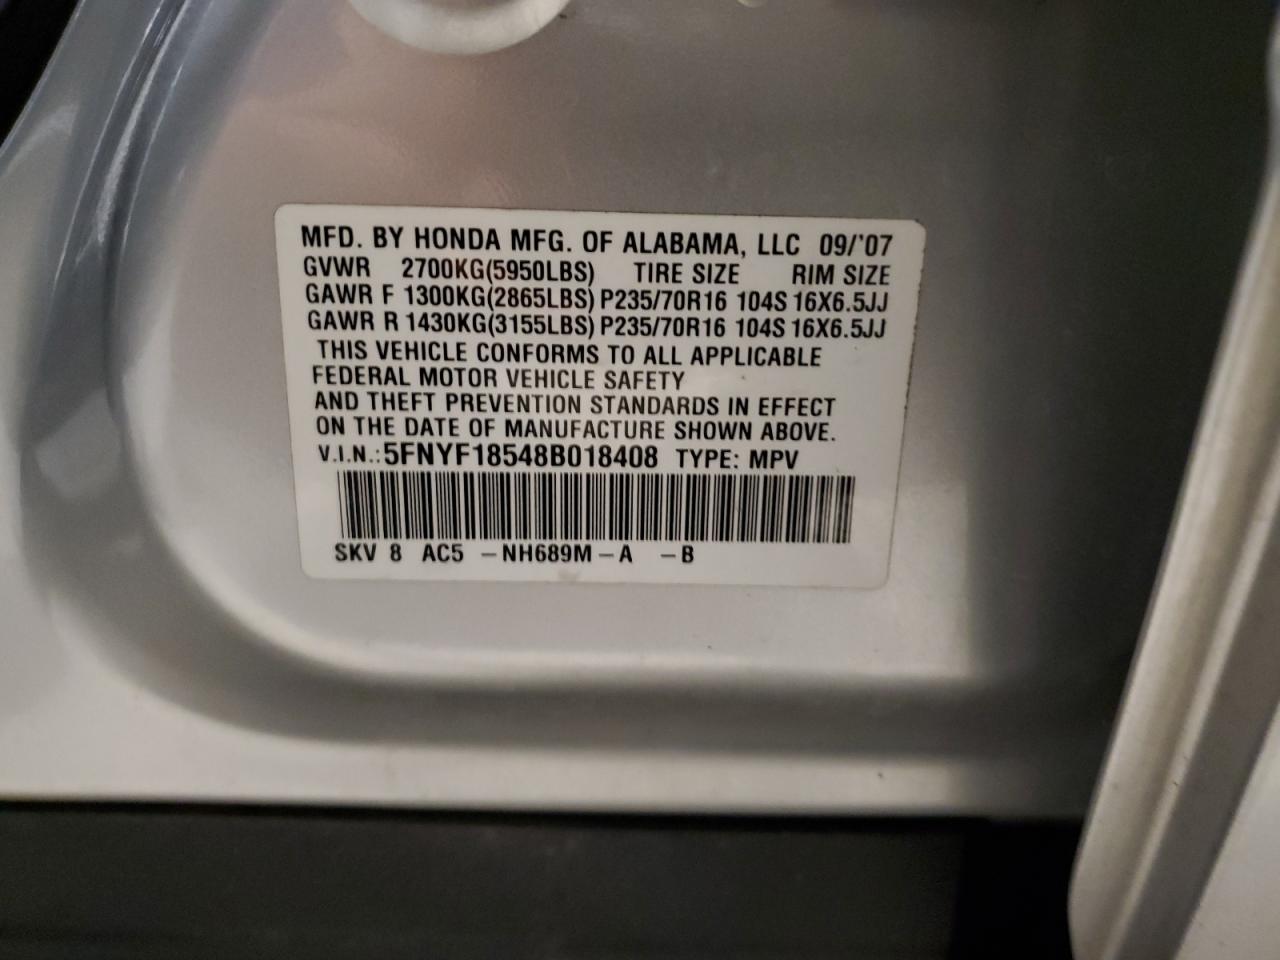 MFD. BY HONDA MFG. OF ALABAMA, LLC 09/'07
GVWR 2700KG(5950LBS) TIRE SIZE RIM SIZE
GAWR F 1300KG(2865LBS) P235/70R16 104S 16X6.5JJ
GAWR R 1430KG(3155LBS) P235/70R16 104S 16X6.5JJ
THIS VEHICLE CONFORMS TO ALL APPLICABLE
FEDERAL MOTOR VEHICLE SAFETY
AND THEFT PREVENTION STANDARDS IN EFFECT
ON THE DATE OF MANUFACTURE SHOWN ABOVE.
V.I.N.: 5FNYF18548B018408 TYPE: MPV
SKV 8 AC5 –NH689M–A –B